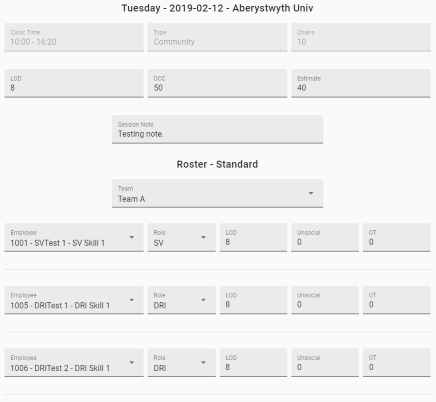 Tuesday - 2019-02-12 - Aberystwyth Univ
Clinic Time Type Chairs
10:00 - 16:20 Community 10
LOD OCC Estimate
8 50 40
Session Note
Testing note.
Roster - Standard
Team
Team A
Employee Role LOD Unsocial OT
1001 - SVTest 1 - SV Skill 1 SV 8 0 0
Employee Role LOD Unsocial OT
1005 - DRITest 1 - DRI Skill 1 DRI 8 0 0
Employee Role LOD Unsocial OT
1006 - DRITest 2 - DRI Skill 1 DRI 8 0 0